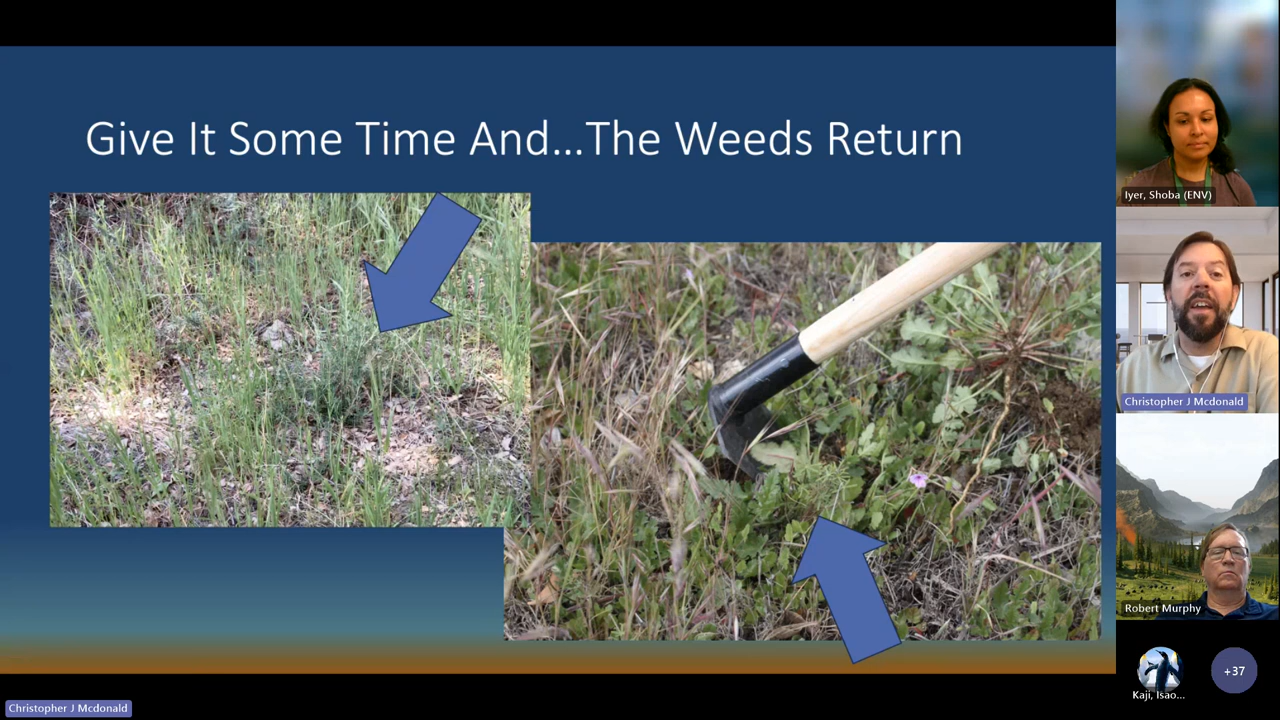 Give It Some Time And...The Weeds Return
Iyer, Shoba (ENV)
Christopher J Mcdonald
Robert Murphy
Kaji, Isao...
+37
Christopher J Mcdonald